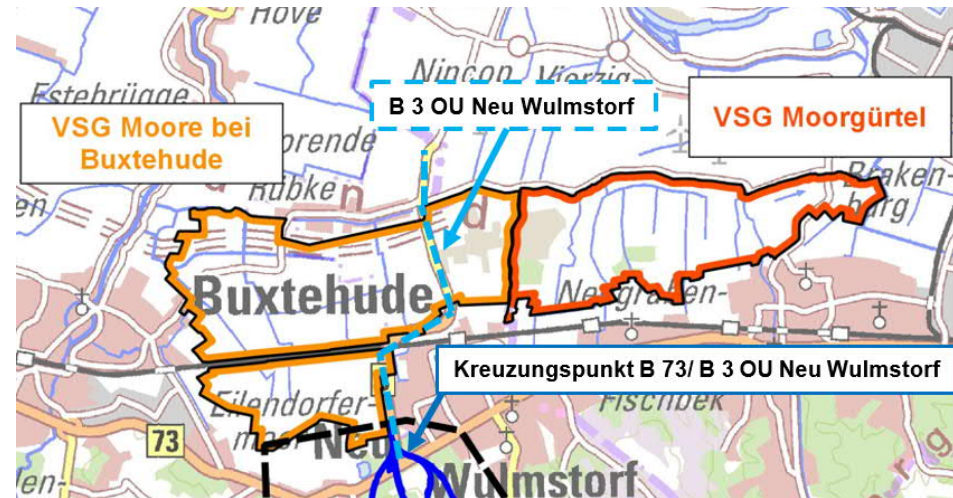 Hove
Nincop
Vierzig-
Estebrügge
VSG Moore bei
Buxtehude
B 3 OU Neu Wulmstorf
VSG Moorgürtel
Rübken
n
d
Braken-
burg
Buxtehude
Neugraben-
Kreuzungspunkt B 73/ B 3 OU Neu Wulmstorf
Eilendorfer-
moor
Fischbek
73
Neu
Wulmstorf
r
g